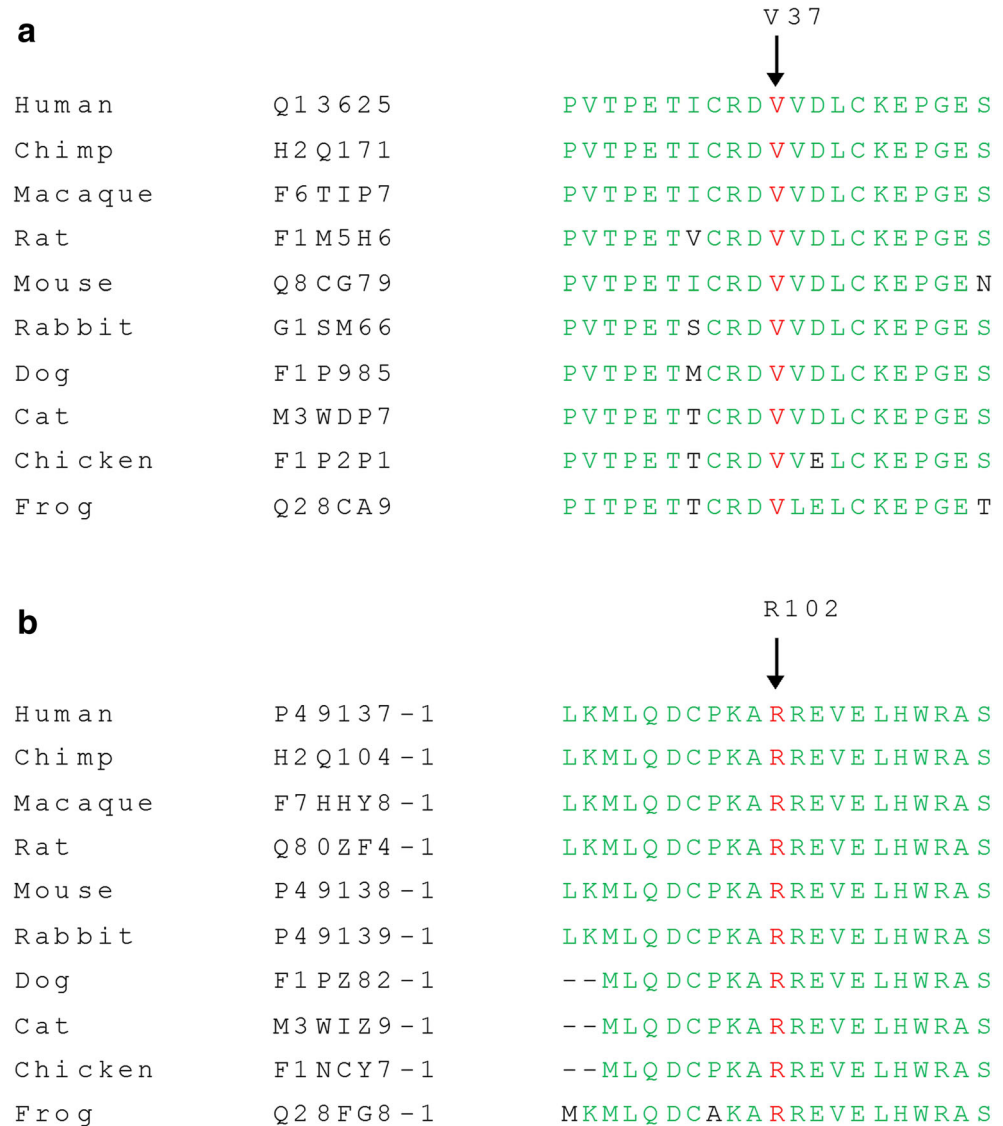 a
V37
Human Q13625 PVTPETICRDVVDLCKEPGES
Chimp H2Q171 PVTPETICRDVVDLCKEPGES
Macaque F6TIP7 PVTPETICRDVVDLCKEPGES
Rat F1M5H6 PVTPETVCRDVVDLCKEPGES
Mouse Q8CG79 PVTPETICRDVVDLCKEPGEN
Rabbit G1SM66 PVTPETSCRDVVDLCKEPGES
Dog F1P985 PVTPETMCRDVVDLCKEPGES
Cat M3WDP7 PVTPETTCRDVVDLCKEPGES
Chicken F1P2P1 PVTPETTCRDVVELCKEPGES
Frog Q28CA9 PITPETTCRDVLELCKEPGET
b
R102
Human P49137-1 LKMLQDCPKARREVELHWRAS
Chimp H2Q104-1 LKMLQDCPKARREVELHWRAS
Macaque F7HHY8-1 LKMLQDCPKARREVELHWRAS
Rat Q80ZF4-1 LKMLQDCPKARREVELHWRAS
Mouse P49138-1 LKMLQDCPKARREVELHWRAS
Rabbit P49139-1 LKMLQDCPKARREVELHWRAS
Dog F1PZ82-1 --MLQDCPKARREVELHWRAS
Cat M3WIZ9-1 --MLQDCPKARREVELHWRAS
Chicken F1NCY7-1 --MLQDCPKARREVELHWRAS
Frog Q28FG8-1 MKMLQDCAKARREVELHWRAS